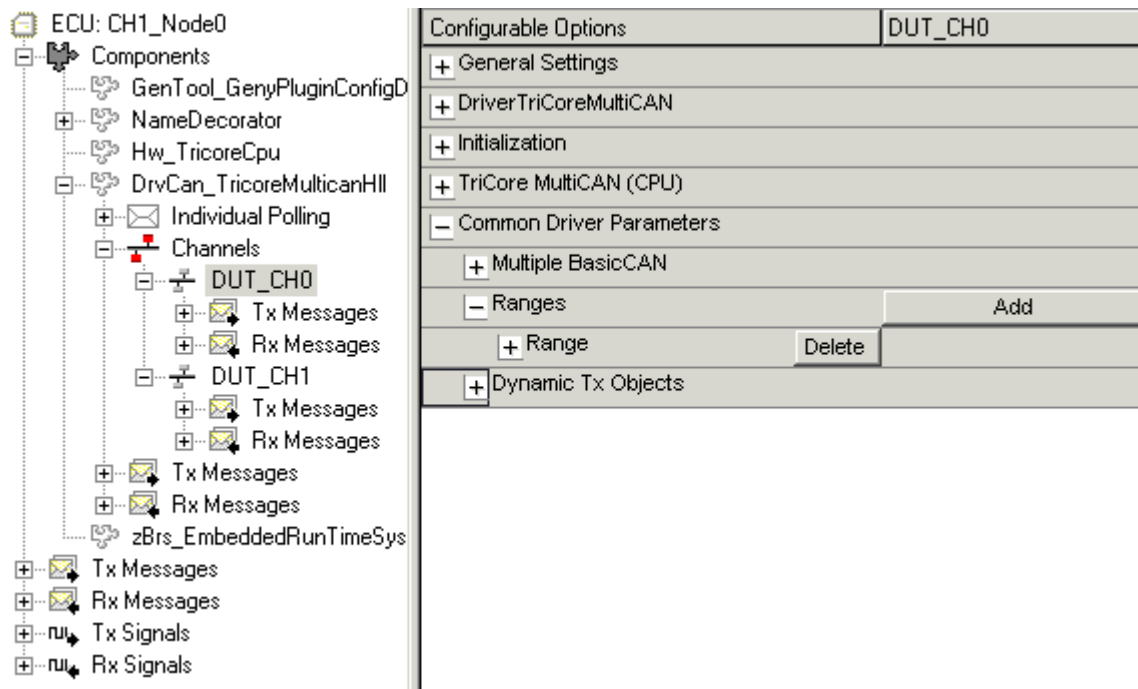 ECU: CH1_Node0
Components
GenTool_GenyPluginConfigD
NameDecorator
Hw_TricoreCpu
DrvCan_TricoreMulticanHll
Individual Polling
Channels
DUT_CH0
Tx Messages
Rx Messages
DUT_CH1
Tx Messages
Rx Messages
Tx Messages
Rx Messages
zBrs_EmbeddedRunTimeSys
Tx Messages
Rx Messages
Tx Signals
Rx Signals
Configurable Options DUT_CH0
General Settings
DriverTriCoreMultiCAN
Initialization
TriCore MultiCAN (CPU)
Common Driver Parameters
Multiple BasicCAN
Ranges Add
Range Delete
Dynamic Tx Objects